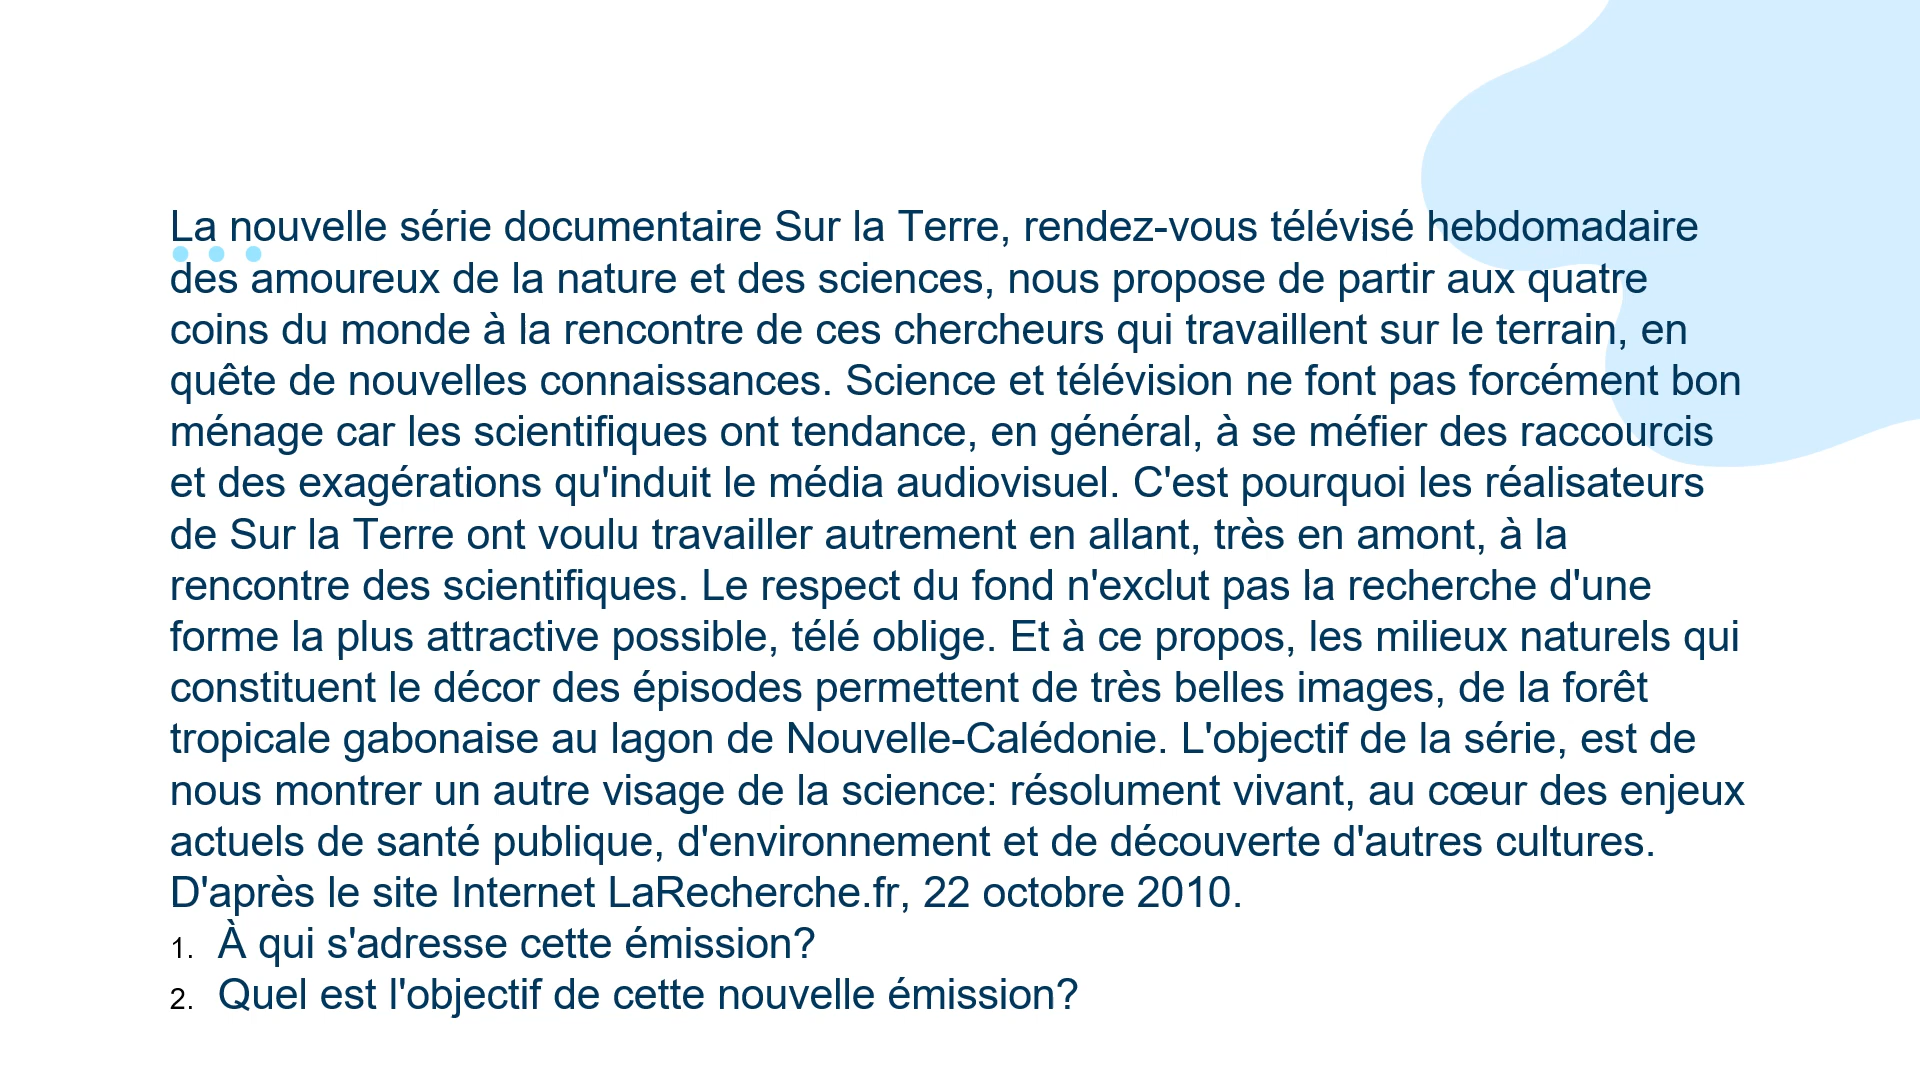 La nouvelle série documentaire Sur la Terre, rendez-vous télévisé hebdomadaire
des amoureux de la nature et des sciences, nous propose de partir aux quatre
coins du monde à la rencontre de ces chercheurs qui travaillent sur le terrain, en
quête de nouvelles connaissances. Science et télévision ne font pas forcément bon
ménage car les scientifiques ont tendance, en général, à se méfier des raccourcis
et des exagérations qu'induit le média audiovisuel. C'est pourquoi les réalisateurs
de Sur la Terre ont voulu travailler autrement en allant, très en amont, à la
rencontre des scientifiques. Le respect du fond n'exclut pas la recherche d'une
forme la plus attractive possible, télé oblige. Et à ce propos, les milieux naturels qui
constituent le décor des épisodes permettent de très belles images, de la forêt
tropicale gabonaise au lagon de Nouvelle-Calédonie. L'objectif de la série, est de
nous montrer un autre visage de la science: résolument vivant, au cœur des enjeux
actuels de santé publique, d'environnement et de découverte d'autres cultures.
D'après le site Internet LaRecherche.fr, 22 octobre 2010.
1. À qui s'adresse cette émission?
2. Quel est l'objectif de cette nouvelle émission?